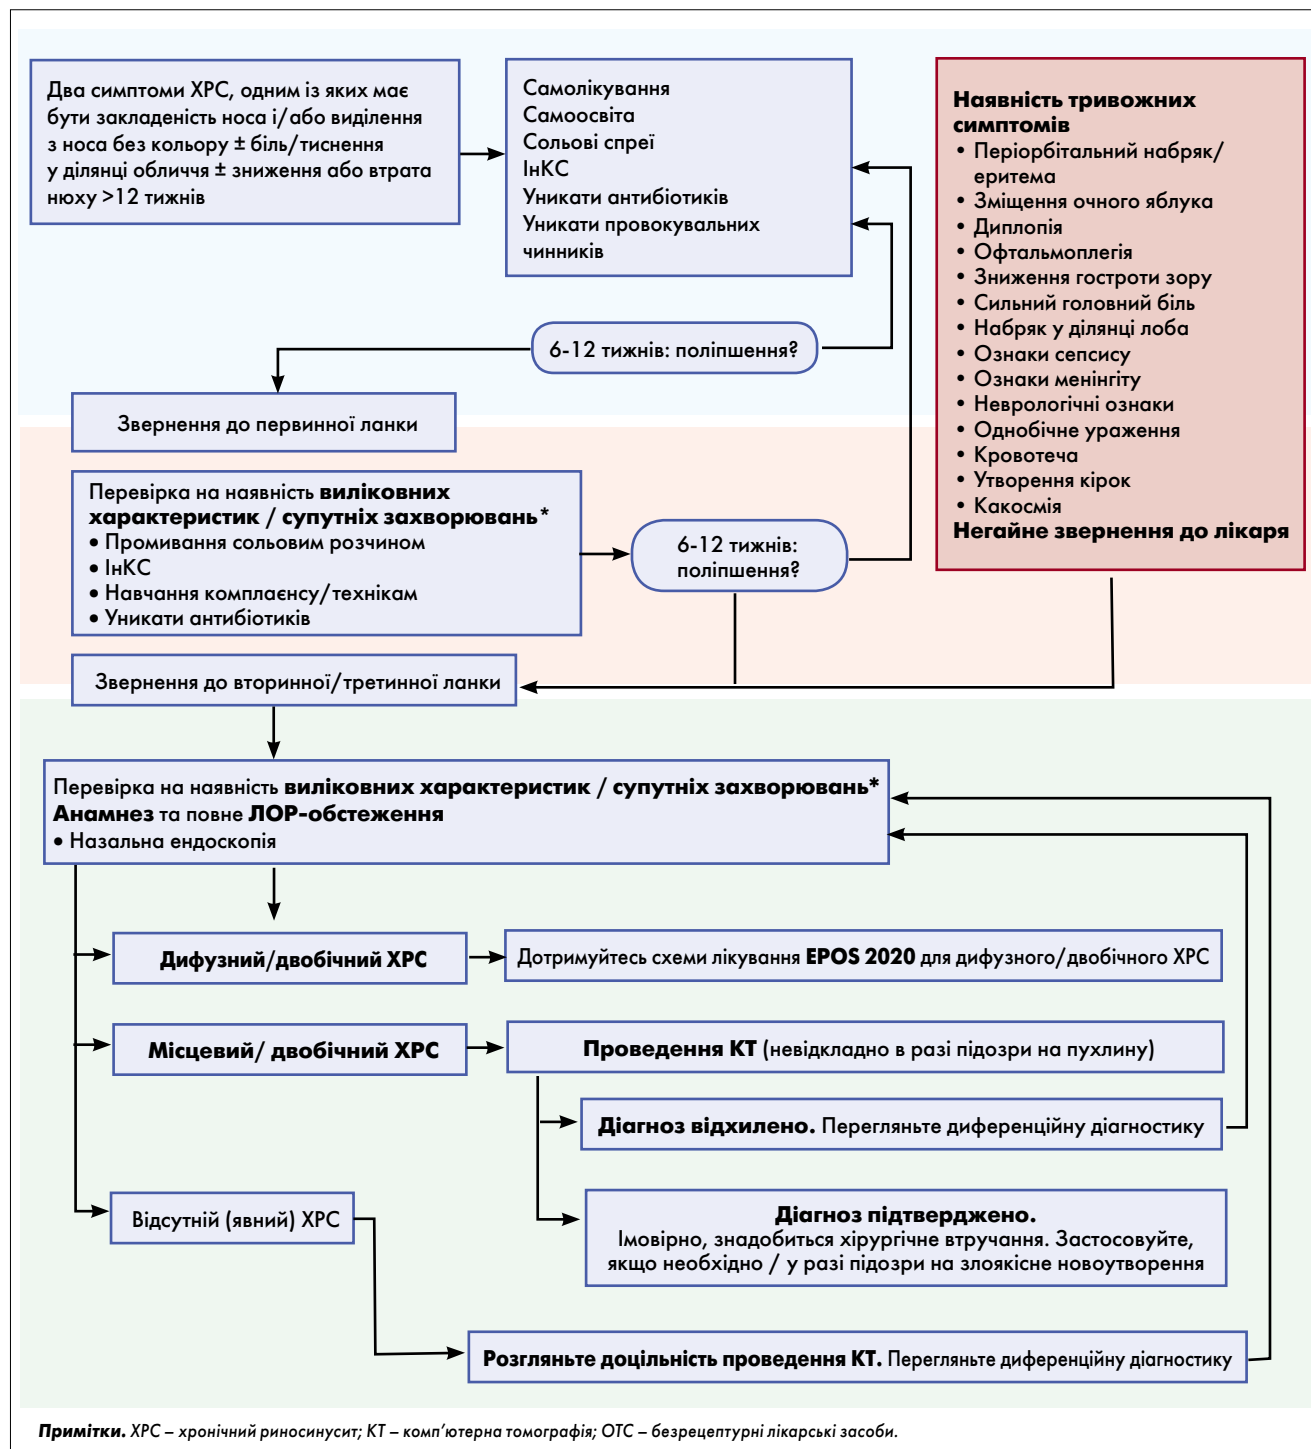 Два симптоми ХРС, одним із яких має
бути закладеність носа і/або виділення
з носа без кольору ± біль/тиснення
у ділянці обличчя ± зниження або втрата
нюху >12 тижнів
Самолікування
Самоосвіта
Сольові спреї
ІнКС
Уникати антибіотиків
Уникати провокувальних
чинників
6-12 тижнів: поліпшення?
Звернення до первинної ланки
Наявність тривожних
симптомів
• Періорбітальний набряк/
еритема
• Зміщення очного яблука
• Диплопія
• Офтальмоплегія
• Зниження гостроти зору
• Сильний головний біль
• Набряк у ділянці лоба
• Ознаки сепсису
• Ознаки менінгіту
• Неврологічні ознаки
• Однобічне ураження
• Кровотеча
• Утворення кірок
• Какосмія
Негайне звернення до лікаря
Перевірка на наявність виліковних
характеристик / супутніх захворювань*
• Промивання сольовим розчином
• ІнКС
• Навчання комплаєнсу/технікам
• Уникати антибіотиків
6-12 тижнів:
поліпшення?
Звернення до вторинної/третинної ланки
Перевірка на наявність виліковних характеристик / супутніх захворювань*
Анамнез та повне ЛОР-обстеження
• Назальна ендоскопія
Дифузний/двобічний ХРС
Дотримуйтесь схеми лікування EPOS 2020 для дифузного/двобічного ХРС
Місцевий/ двобічний ХРС
Проведення КТ (невідкладно в разі підозри на пухлину)
Діагноз відхилено. Перегляньте диференційну діагностику
Відсутній (явний) ХРС
Діагноз підтверджено.
Імовірно, знадобиться хірургічне втручання. Застосовуйте,
якщо необхідно / у разі підозри на злоякісне новоутворення
Розгляньте доцільність проведення КТ. Перегляньте диференційну діагностику
Примітки. ХРС – хронічний риносинусит; КТ – комп’ютерна томографія; ОТС – безрецептурні лікарські засоби.